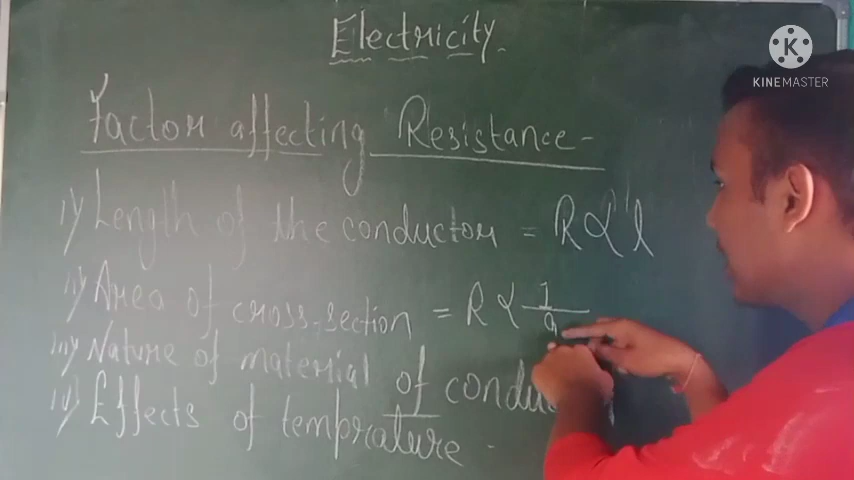 Electricity.
KINEMASTER
Factor affecting Resistance-
i) Length of the conductor = R ∝ l
ii) Area of cross-section = R ∝ 1/a
iii) Nature of material of
iv) Effects of temprature.